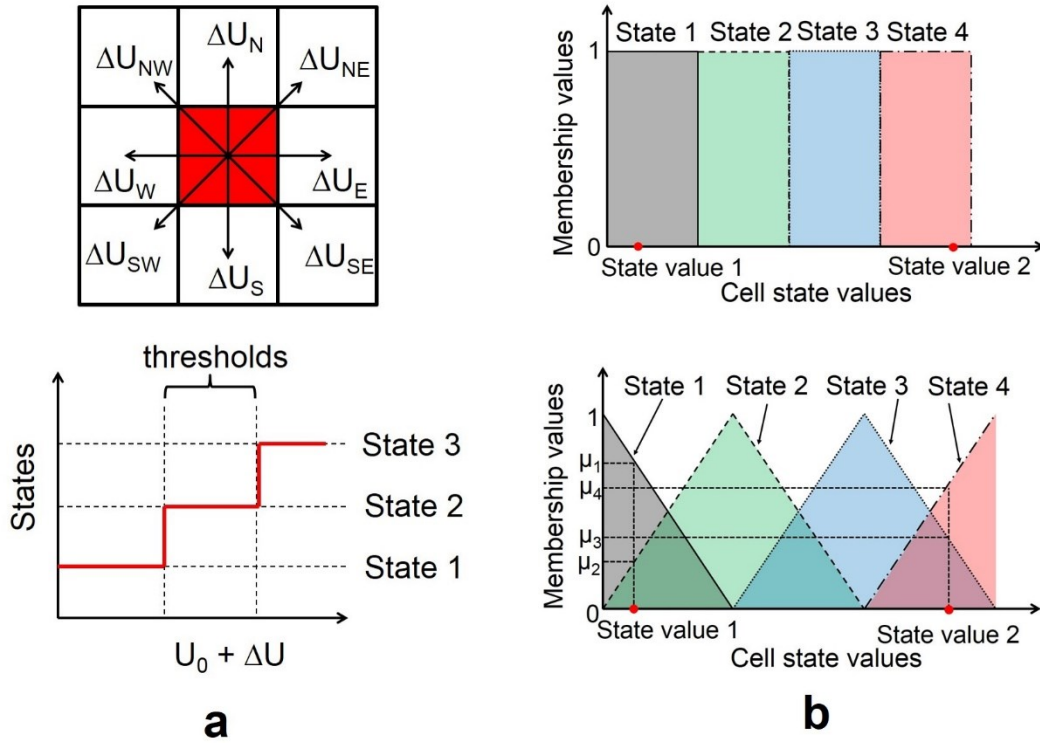 ΔU_NW ΔU_N ΔU_NE
ΔU_W ΔU_E
ΔU_SW ΔU_S ΔU_SE
thresholds
States
State 3
State 2
State 1
U_0 + ΔU
a
State 1 State 2 State 3 State 4
Membership values
1
0
State value 1 State value 2
Cell state values
State 1 State 2 State 3 State 4
Membership values
1
μ_1
μ_4
μ_3
μ_2
0
State value 1 State value 2
Cell state values
b